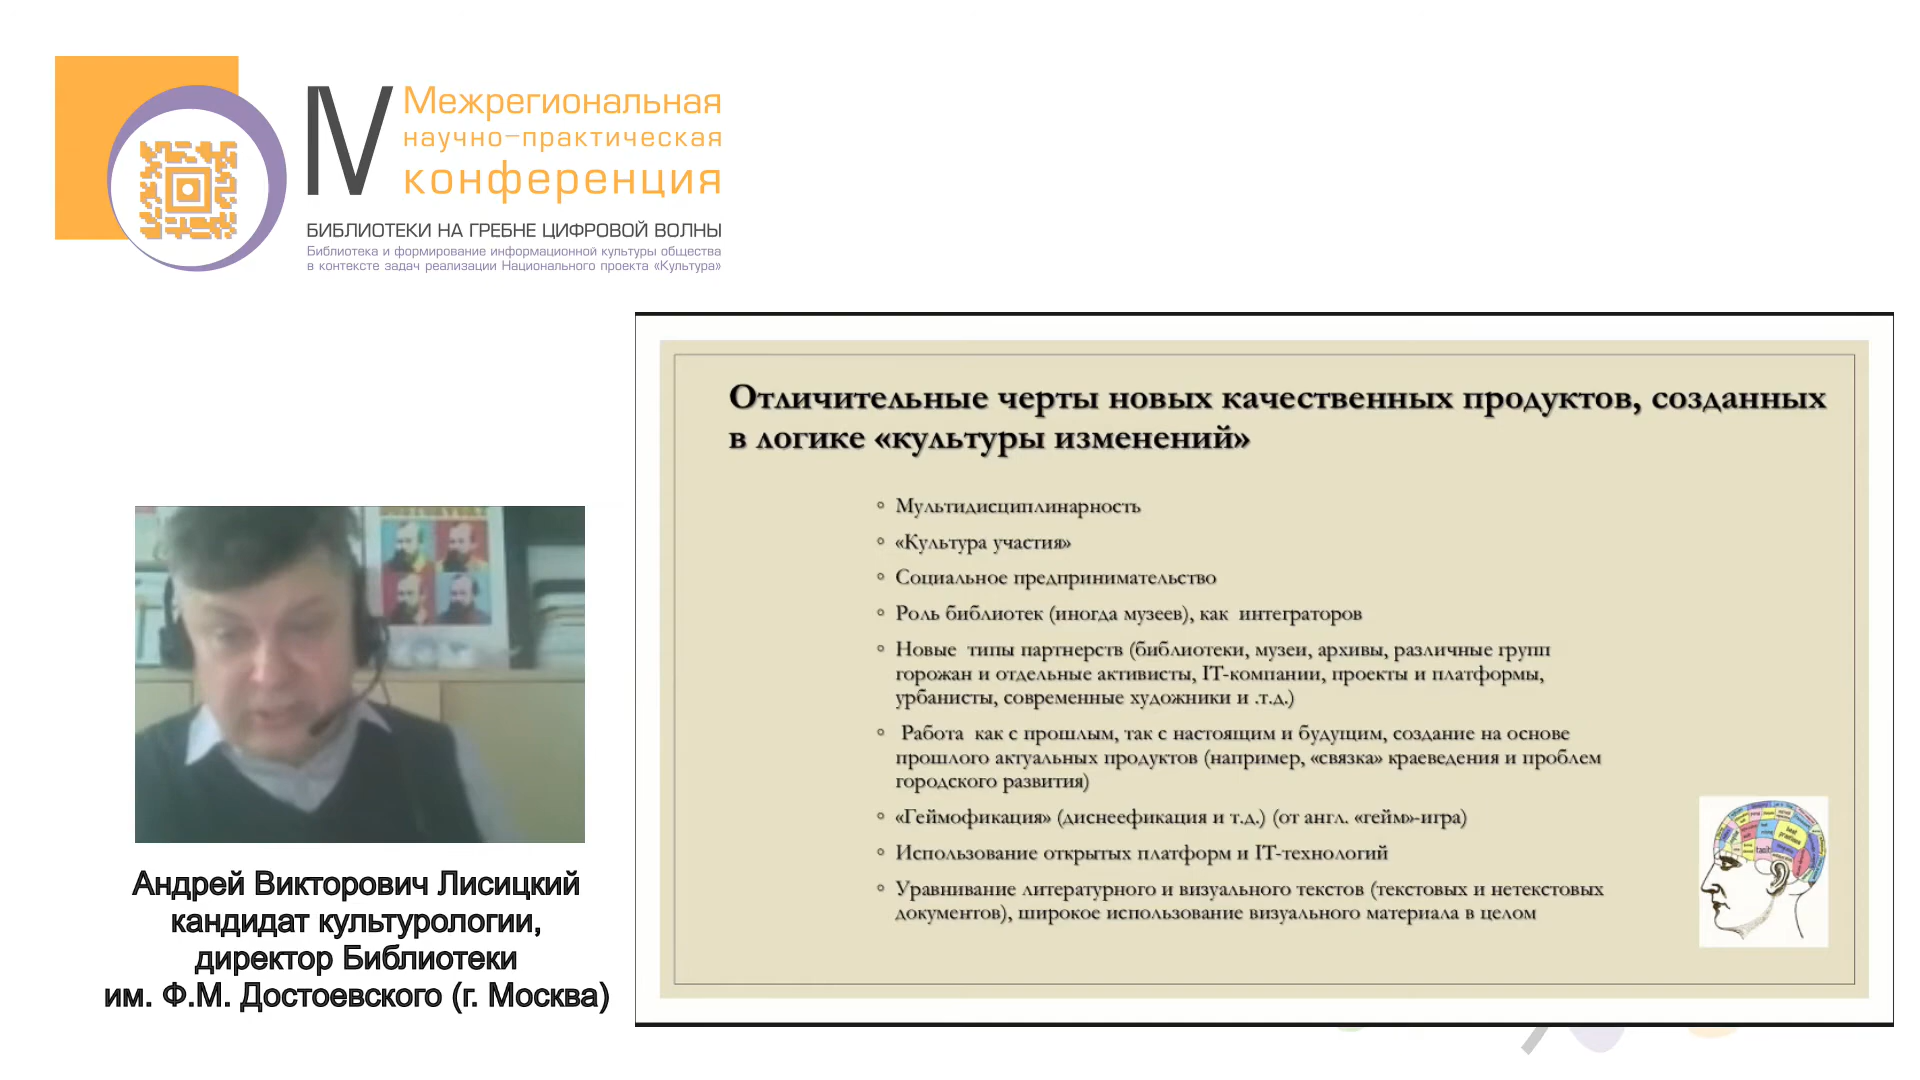 IV
Межрегиональная
научно-практическая
конференция
БИБЛИОТЕКИ НА ГРЕБНЕ ЦИФРОВОЙ ВОЛНЫ
Библиотека и формирование информационной культуры общества
в контексте задач реализации Национального проекта «Культура»
Отличительные черты новых качественных продуктов, созданных
в логике «культуры изменений»
◦ Мультидисциплинарность
◦ «Культура участия»
◦ Социальное предпринимательство
◦ Роль библиотек (иногда музеев), как интеграторов
◦ Новые типы партнерств (библиотеки, музеи, архивы, различные групп
горожан и отдельные активисты, IT-компании, проекты и платформы,
урбанисты, современные художники и .т.д.)
◦ Работа как с прошлым, так с настоящим и будущим, создание на основе
прошлого актуальных продуктов (например, «связка» краеведения и проблем
городского развития)
◦ «Геймофикация» (диснеефикация и т.д.) (от англ. «гейм»-игра)
◦ Использование открытых платформ и IT-технологий
◦ Уравнивание литературного и визуального текстов (текстовых и нетекстовых
документов), широкое использование визуального материала в целом
Андрей Викторович Лисицкий
кандидат культурологии,
директор Библиотеки
им. Ф.М. Достоевского (г. Москва)